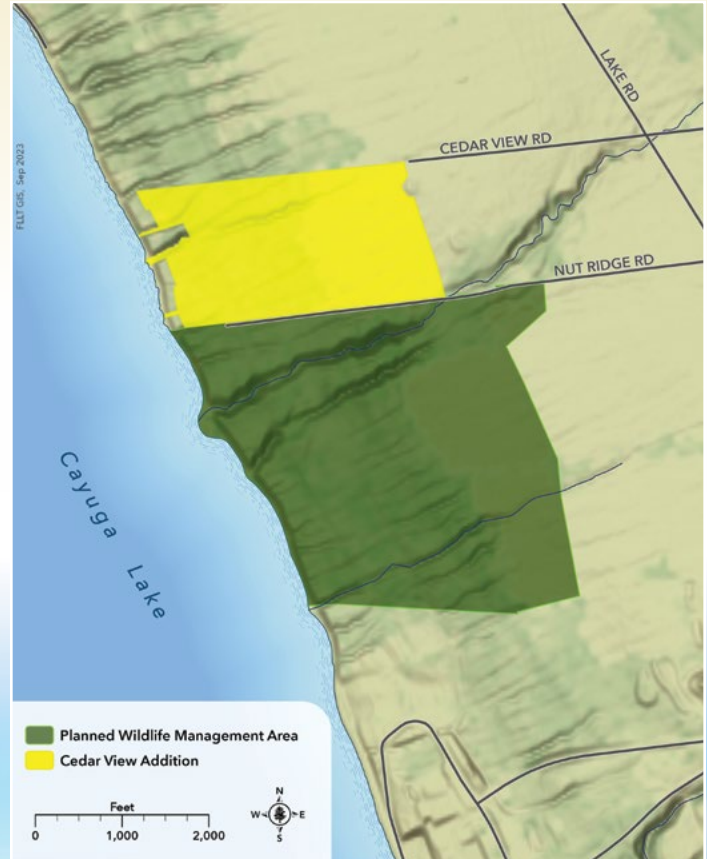 LAKE RD
CEDAR VIEW RD
FLLT GIS, Sep 2023
NUT RIDGE RD
Cayuga Lake
Planned Wildlife Management Area
Cedar View Addition
Feet
0 1,000 2,000
N
W E
S